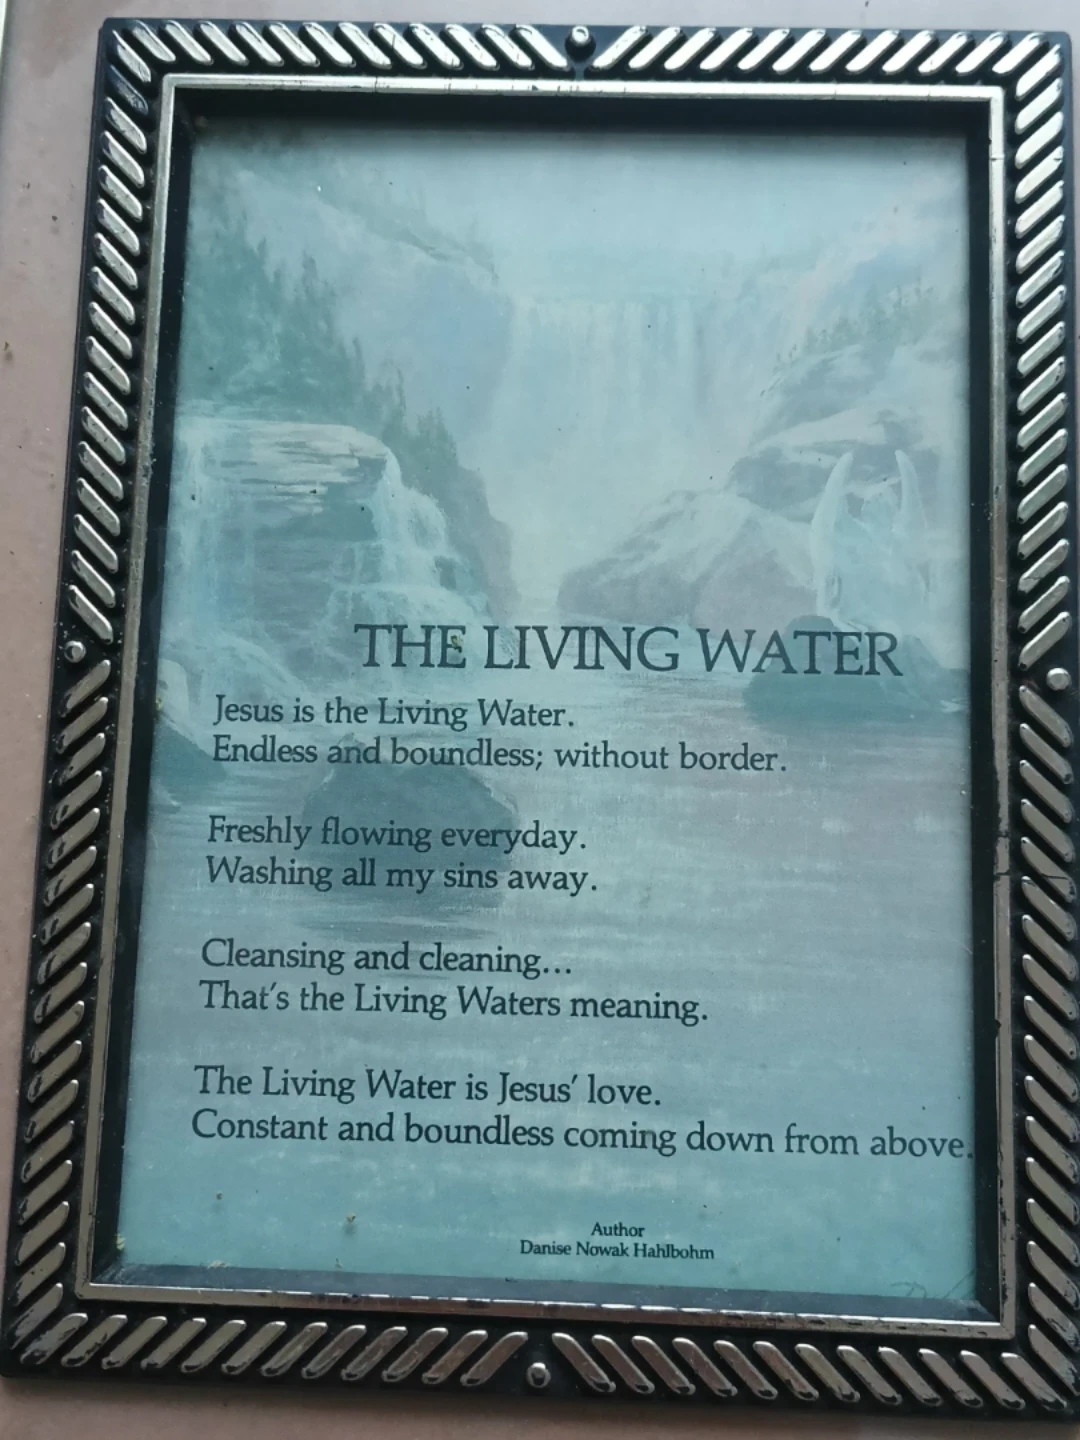 THE LIVING WATER
Jesus is the Living Water.
Endless and boundless; without border.
Freshly flowing everyday.
Washing all my sins away.
Cleansing and cleaning...
That's the Living Waters meaning.
The Living Water is Jesus' love.
Constant and boundless coming down from above.
Author
Danise Nowak Hahlbohm